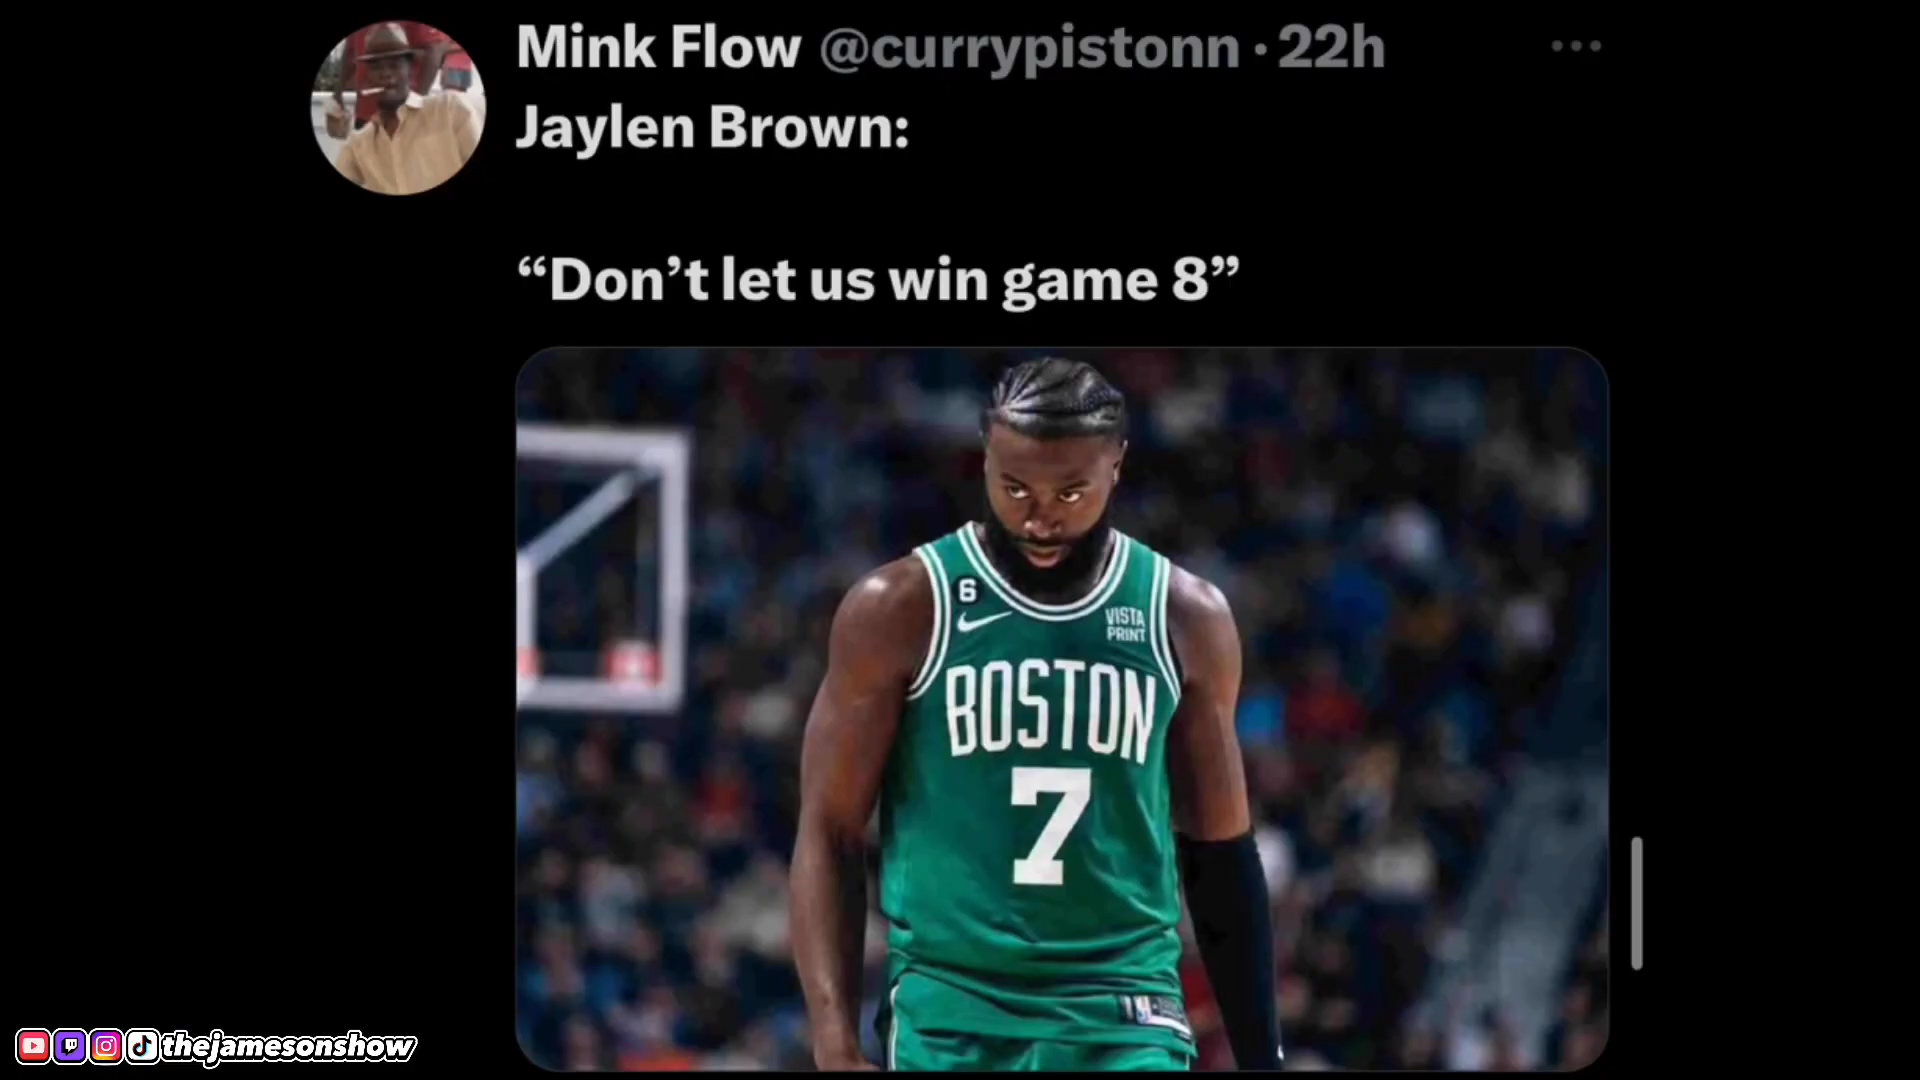 Mink Flow @currypistonn · 22h
Jaylen Brown:
“Don’t let us win game 8”
6
VISTA
PRINT
BOSTON
7
thejamesonshow